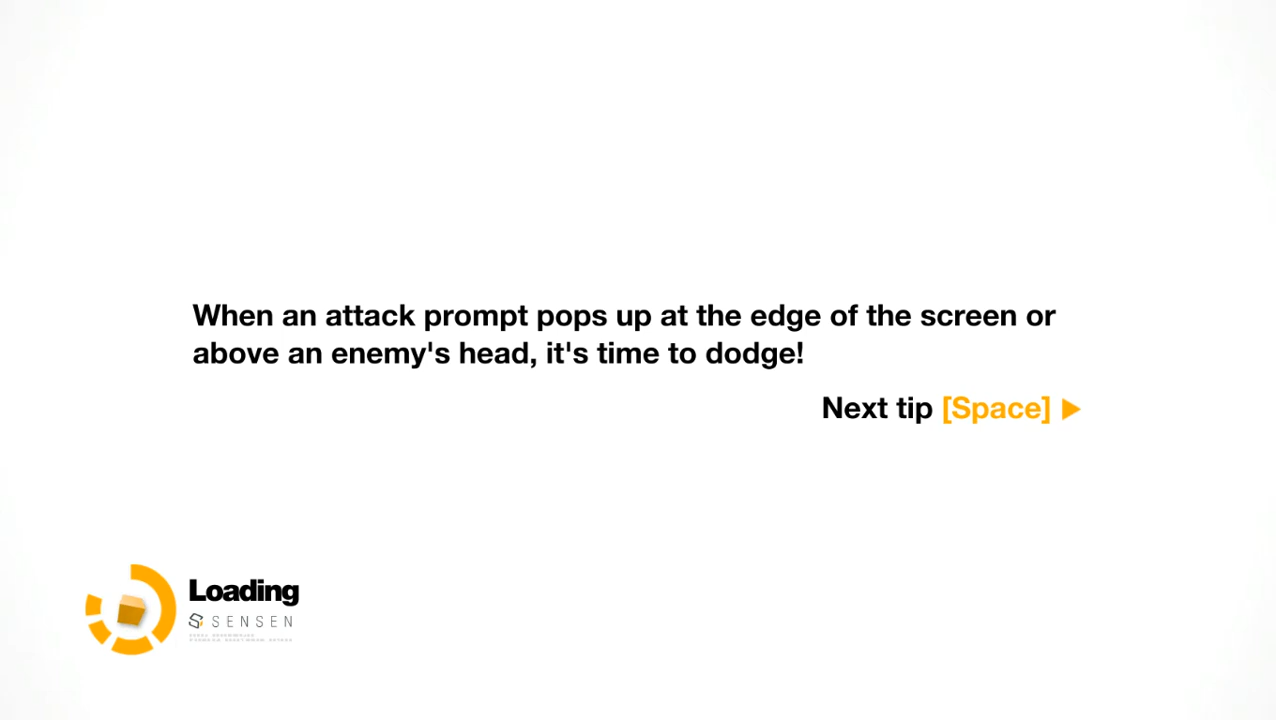 When an attack prompt pops up at the edge of the screen or
above an enemy's head, it's time to dodge!
Next tip [Space]
Loading
SENSEN